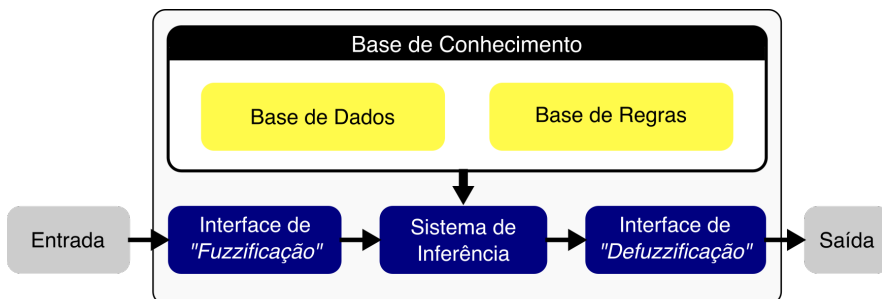 Base de Conhecimento
Base de Dados
Base de Regras
Entrada
Interface de
"Fuzzificação"
Sistema de
Inferência
Interface de
"Defuzzificação"
Saída